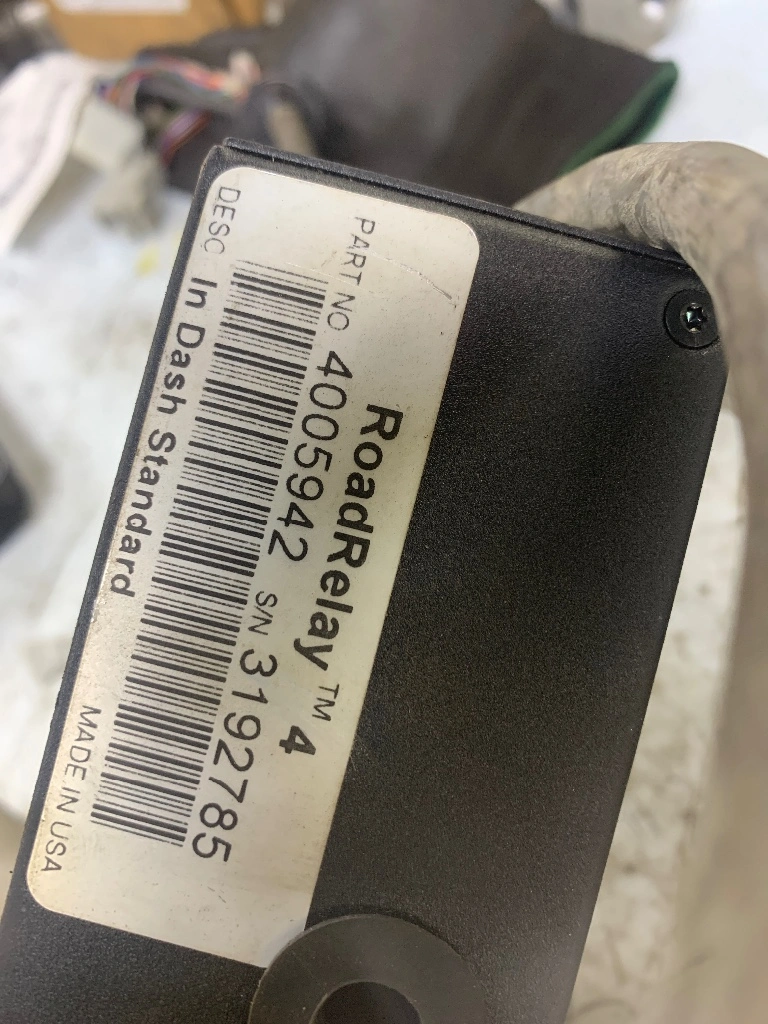 RoadRelay™ 4
PART NO 4005942 S/N 3192785
DESC In Dash Standard MADE IN USA